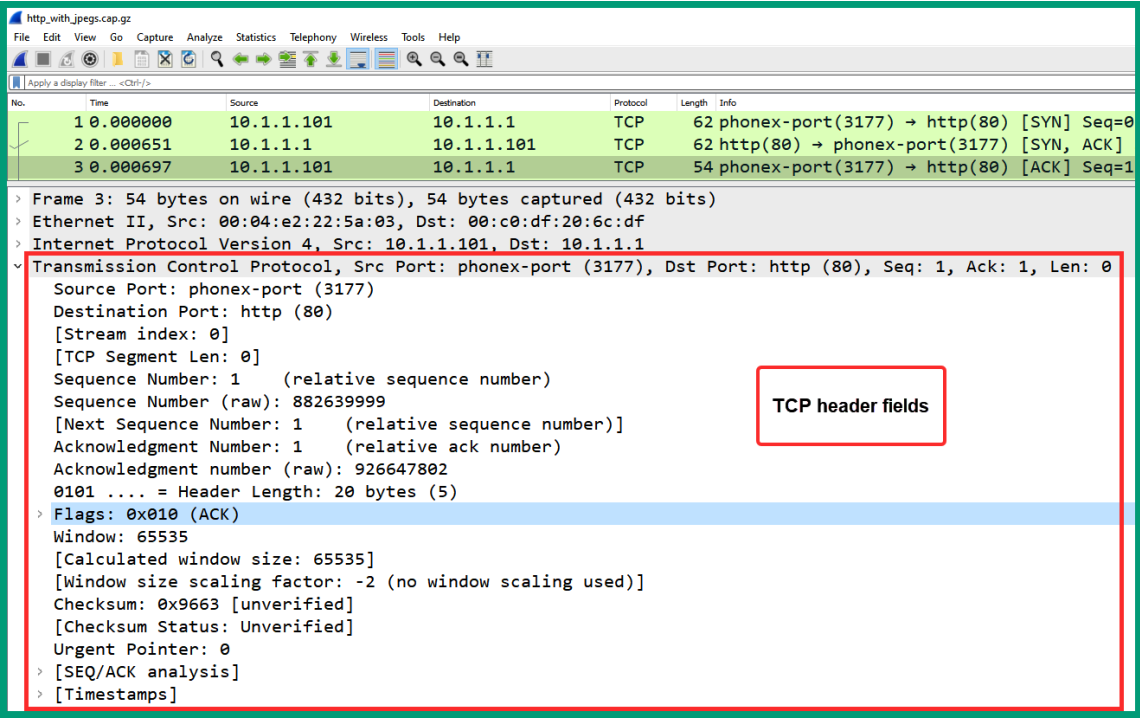 http_with_jpegs.cap.gz
File Edit View Go Capture Analyze Statistics Telephony Wireless Tools Help
Apply a display filter ... <Ctrl-/>
No. Time Source Destination Protocol Length Info
1 0.000000 10.1.1.101 10.1.1.1 TCP 62 phonex-port(3177) → http(80) [SYN] Seq=0
2 0.000651 10.1.1.1 10.1.1.101 TCP 62 http(80) → phonex-port(3177) [SYN, ACK]
3 0.000697 10.1.1.101 10.1.1.1 TCP 54 phonex-port(3177) → http(80) [ACK] Seq=1
Frame 3: 54 bytes on wire (432 bits), 54 bytes captured (432 bits)
Ethernet II, Src: 00:04:e2:22:5a:03, Dst: 00:c0:df:20:6c:df
Internet Protocol Version 4, Src: 10.1.1.101, Dst: 10.1.1.1
Transmission Control Protocol, Src Port: phonex-port (3177), Dst Port: http (80), Seq: 1, Ack: 1, Len: 0
Source Port: phonex-port (3177)
Destination Port: http (80)
[Stream index: 0]
[TCP Segment Len: 0]
Sequence Number: 1 (relative sequence number)
Sequence Number (raw): 882639999
[Next Sequence Number: 1 (relative sequence number)]
Acknowledgment Number: 1 (relative ack number)
Acknowledgment number (raw): 926647802
0101 .... = Header Length: 20 bytes (5)
Flags: 0x010 (ACK)
Window: 65535
[Calculated window size: 65535]
[Window size scaling factor: -2 (no window scaling used)]
Checksum: 0x9663 [unverified]
[Checksum Status: Unverified]
Urgent Pointer: 0
[SEQ/ACK analysis]
[Timestamps]
TCP header fields